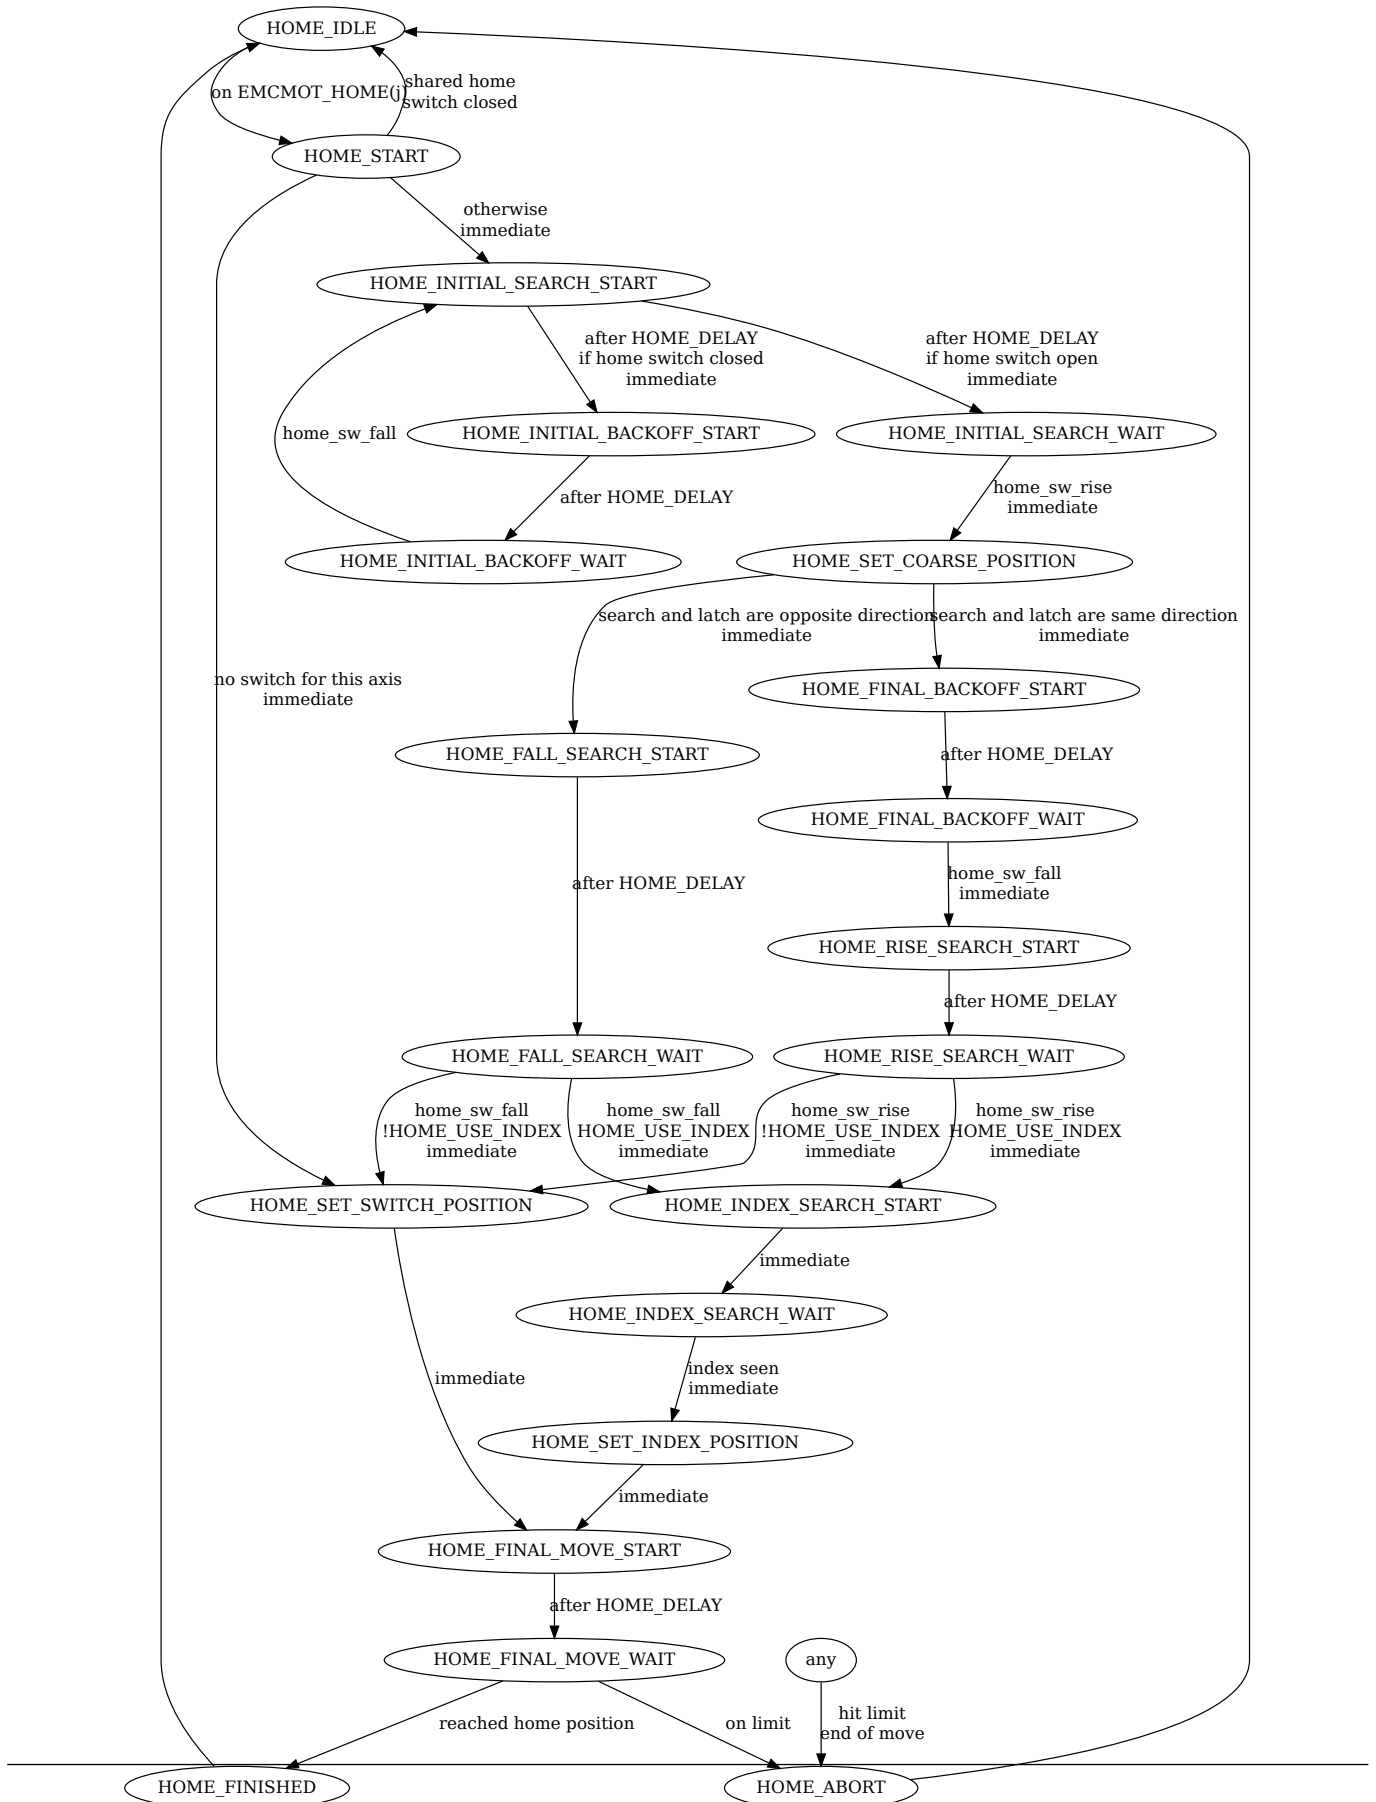 HOME_IDLE
on EMCMOT_HOME(j)
shared home
switch closed
HOME_START
otherwise
immediate
HOME_INITIAL_SEARCH_START
after HOME_DELAY
if home switch closed
immediate
after HOME_DELAY
if home switch open
immediate
home_sw_fall
HOME_INITIAL_BACKOFF_START
HOME_INITIAL_SEARCH_WAIT
after HOME_DELAY
home_sw_rise
immediate
HOME_INITIAL_BACKOFF_WAIT
HOME_SET_COARSE_POSITION
search and latch are opposite direction
immediate
search and latch are same direction
immediate
no switch for this axis
immediate
HOME_FINAL_BACKOFF_START
HOME_FALL_SEARCH_START
after HOME_DELAY
HOME_FINAL_BACKOFF_WAIT
after HOME_DELAY
home_sw_fall
immediate
HOME_RISE_SEARCH_START
after HOME_DELAY
HOME_FALL_SEARCH_WAIT
HOME_RISE_SEARCH_WAIT
home_sw_fall
!HOME_USE_INDEX
immediate
home_sw_fall
HOME_USE_INDEX
immediate
home_sw_rise
!HOME_USE_INDEX
immediate
home_sw_rise
HOME_USE_INDEX
immediate
HOME_SET_SWITCH_POSITION
HOME_INDEX_SEARCH_START
immediate
HOME_INDEX_SEARCH_WAIT
immediate
index seen
immediate
HOME_SET_INDEX_POSITION
immediate
HOME_FINAL_MOVE_START
after HOME_DELAY
HOME_FINAL_MOVE_WAIT
any
reached home position
on limit
hit limit
end of move
HOME_FINISHED
HOME_ABORT